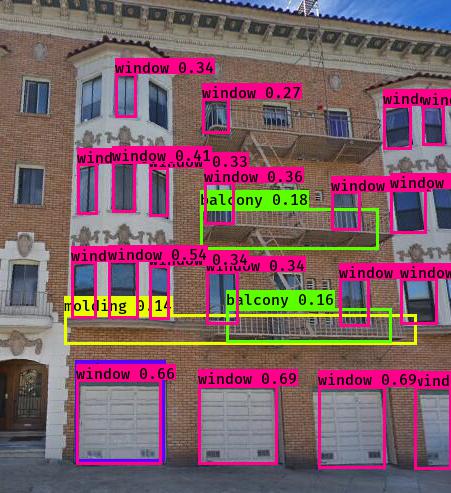 window 0.34
window 0.27
wind
wind
wind
window 0.41
window 0.33
window 0.36
window
window
balcony 0.18
wind
window 0.54
0.34
window 0.34
window
window
balcony 0.16
molding 0.14
window 0.66
window 0.69
window 0.69
wind